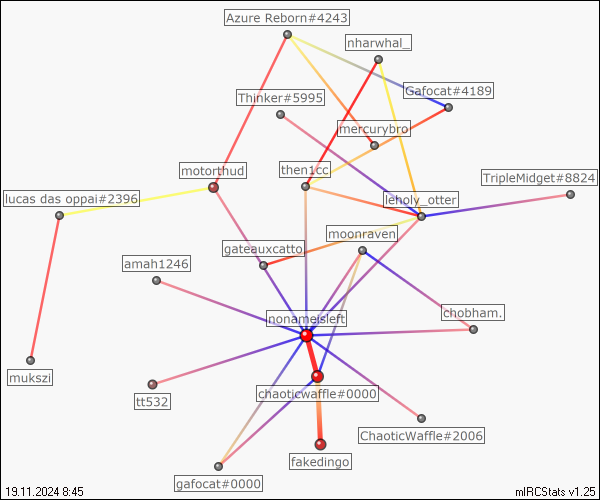 Azure Reborn#4243
nharwhal_
Gafocat#4189
Thinker#5995
mercurybro
motorthud
then1cc
TripleMidget#8824
lucas das oppai#2396
leholy_otter
moonraven
gateauxcatto
amah1246
nonameisleft
chobham.
mukszi
chaoticwaffle#0000
tt532
ChaoticWaffle#2006
fakedingo
gafocat#0000
19.11.2024 8:45
mIRCStats v1.25